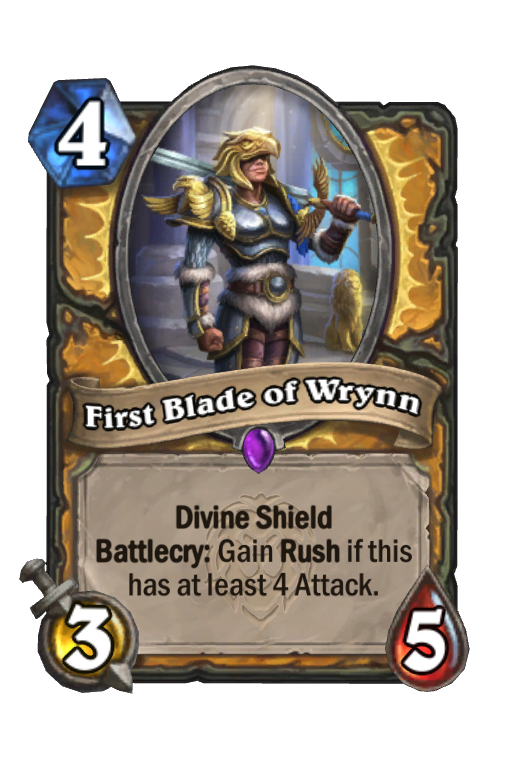 4
First Blade of Wrynn
Divine Shield
Battlecry: Gain Rush if this
has at least 4 Attack.
3
5